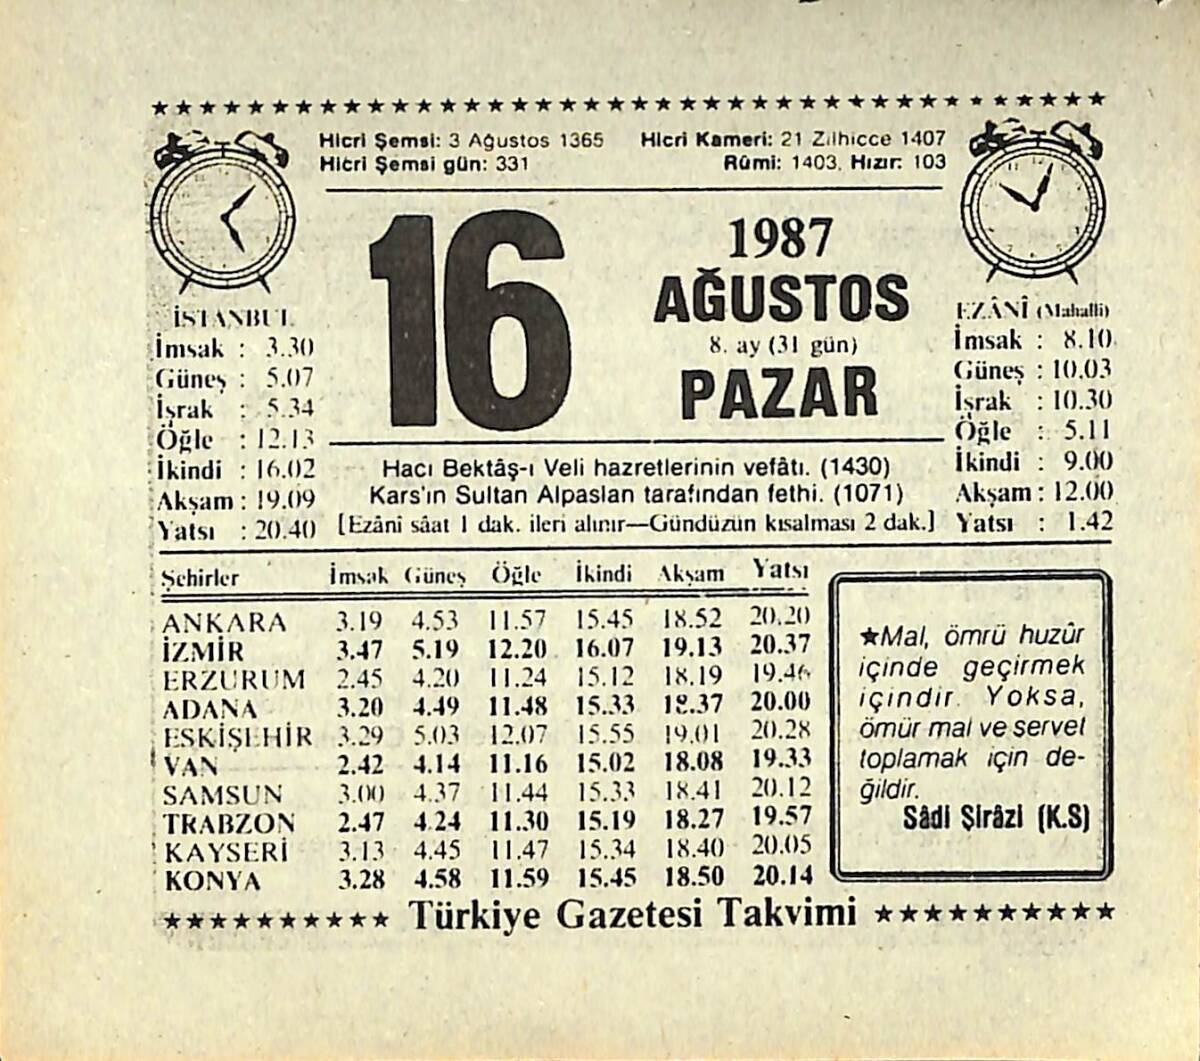 Hicri Şemsi: 3 Ağustos 1365 Hicri Kameri: 21 Zilhicce 1407
Hicri Şemsi gün: 331 Rûmi: 1403, Hızır: 103
16
1987
AĞUSTOS
8. ay (31 gün)
PAZAR
İSTANBUL
İmsak : 3.30
Güneş : 5.07
İşrak : 5.34
Öğle : 12.13
İkindi : 16.02
Akşam : 19.09
Yatsı : 20.40
EZÂNÎ (Mahalli)
İmsak : 8.10
Güneş : 10.03
İşrak : 10.30
Öğle : 5.11
İkindi : 9.00
Akşam : 12.00
Yatsı : 1.42
Hacı Bektâş-ı Veli hazretlerinin vefâtı. (1430)
Kars'ın Sultan Alpaslan tarafından fethi. (1071)
[Ezâni sâat 1 dak. ileri alınır—Gündüzün kısalması 2 dak.]
Şehirler İmsak Güneş Öğle İkindi Akşam Yatsı
ANKARA 3.19 4.53 11.57 15.45 18.52 20.20
İZMİR 3.47 5.19 12.20 16.07 19.13 20.37
ERZURUM 2.45 4.20 11.24 15.12 18.19 19.46
ADANA 3.20 4.49 11.48 15.33 18.37 20.00
ESKİŞEHİR 3.29 5.03 12.07 15.55 19.01 20.28
VAN 2.42 4.14 11.16 15.02 18.08 19.33
SAMSUN 3.00 4.37 11.44 15.33 18.41 20.12
TRABZON 2.47 4.24 11.30 15.19 18.27 19.57
KAYSERİ 3.13 4.45 11.47 15.34 18.40 20.05
KONYA 3.28 4.58 11.59 15.45 18.50 20.14
★Mal, ömrü huzûr
içinde geçirmek
içindir. Yoksa,
ömür mal ve servet
toplamak için de-
ğildir.
Sâdi Şirâzi (K.S)
★★★★★★★★★★ Türkiye Gazetesi Takvimi ★★★★★★★★★★